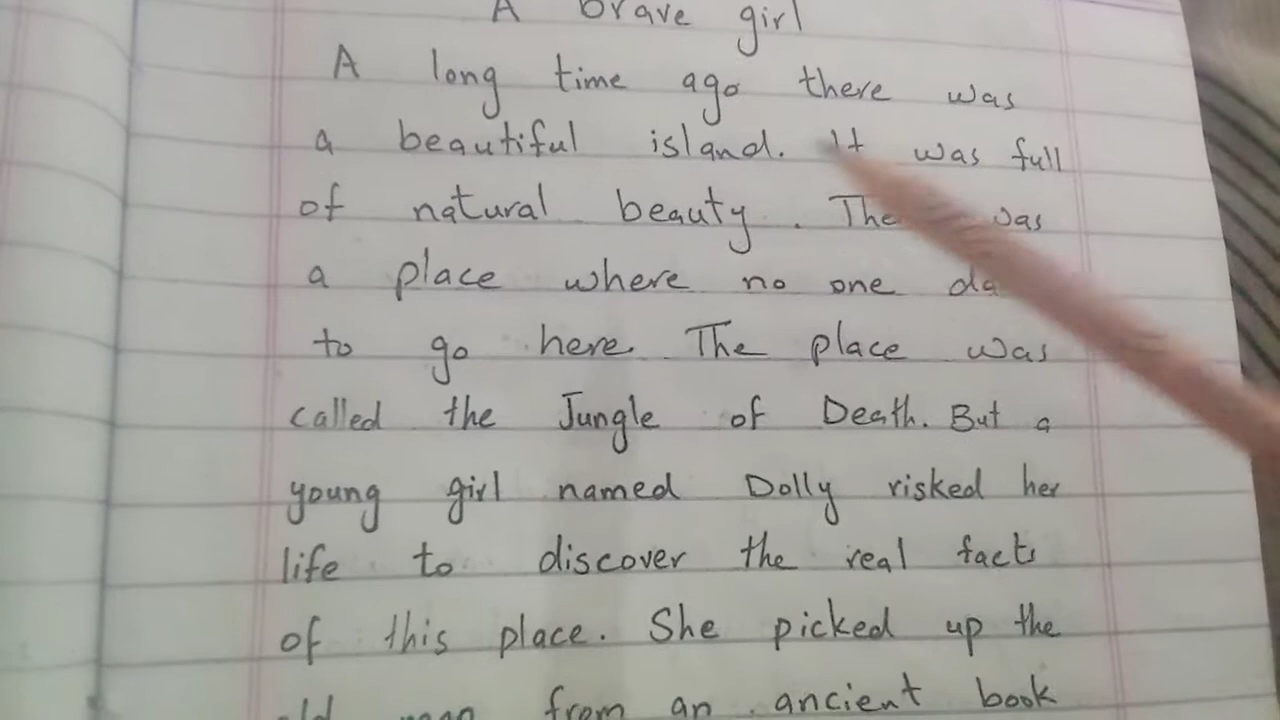 A brave girl
A long time ago there was
a beautiful island. It was full
of natural beauty. was
a place where no one
to go here. The place was
called the Jungle of Death. But a
young girl named Dolly risked her
life to discover the real facts
of this place. She picked up the
old from an ancient book